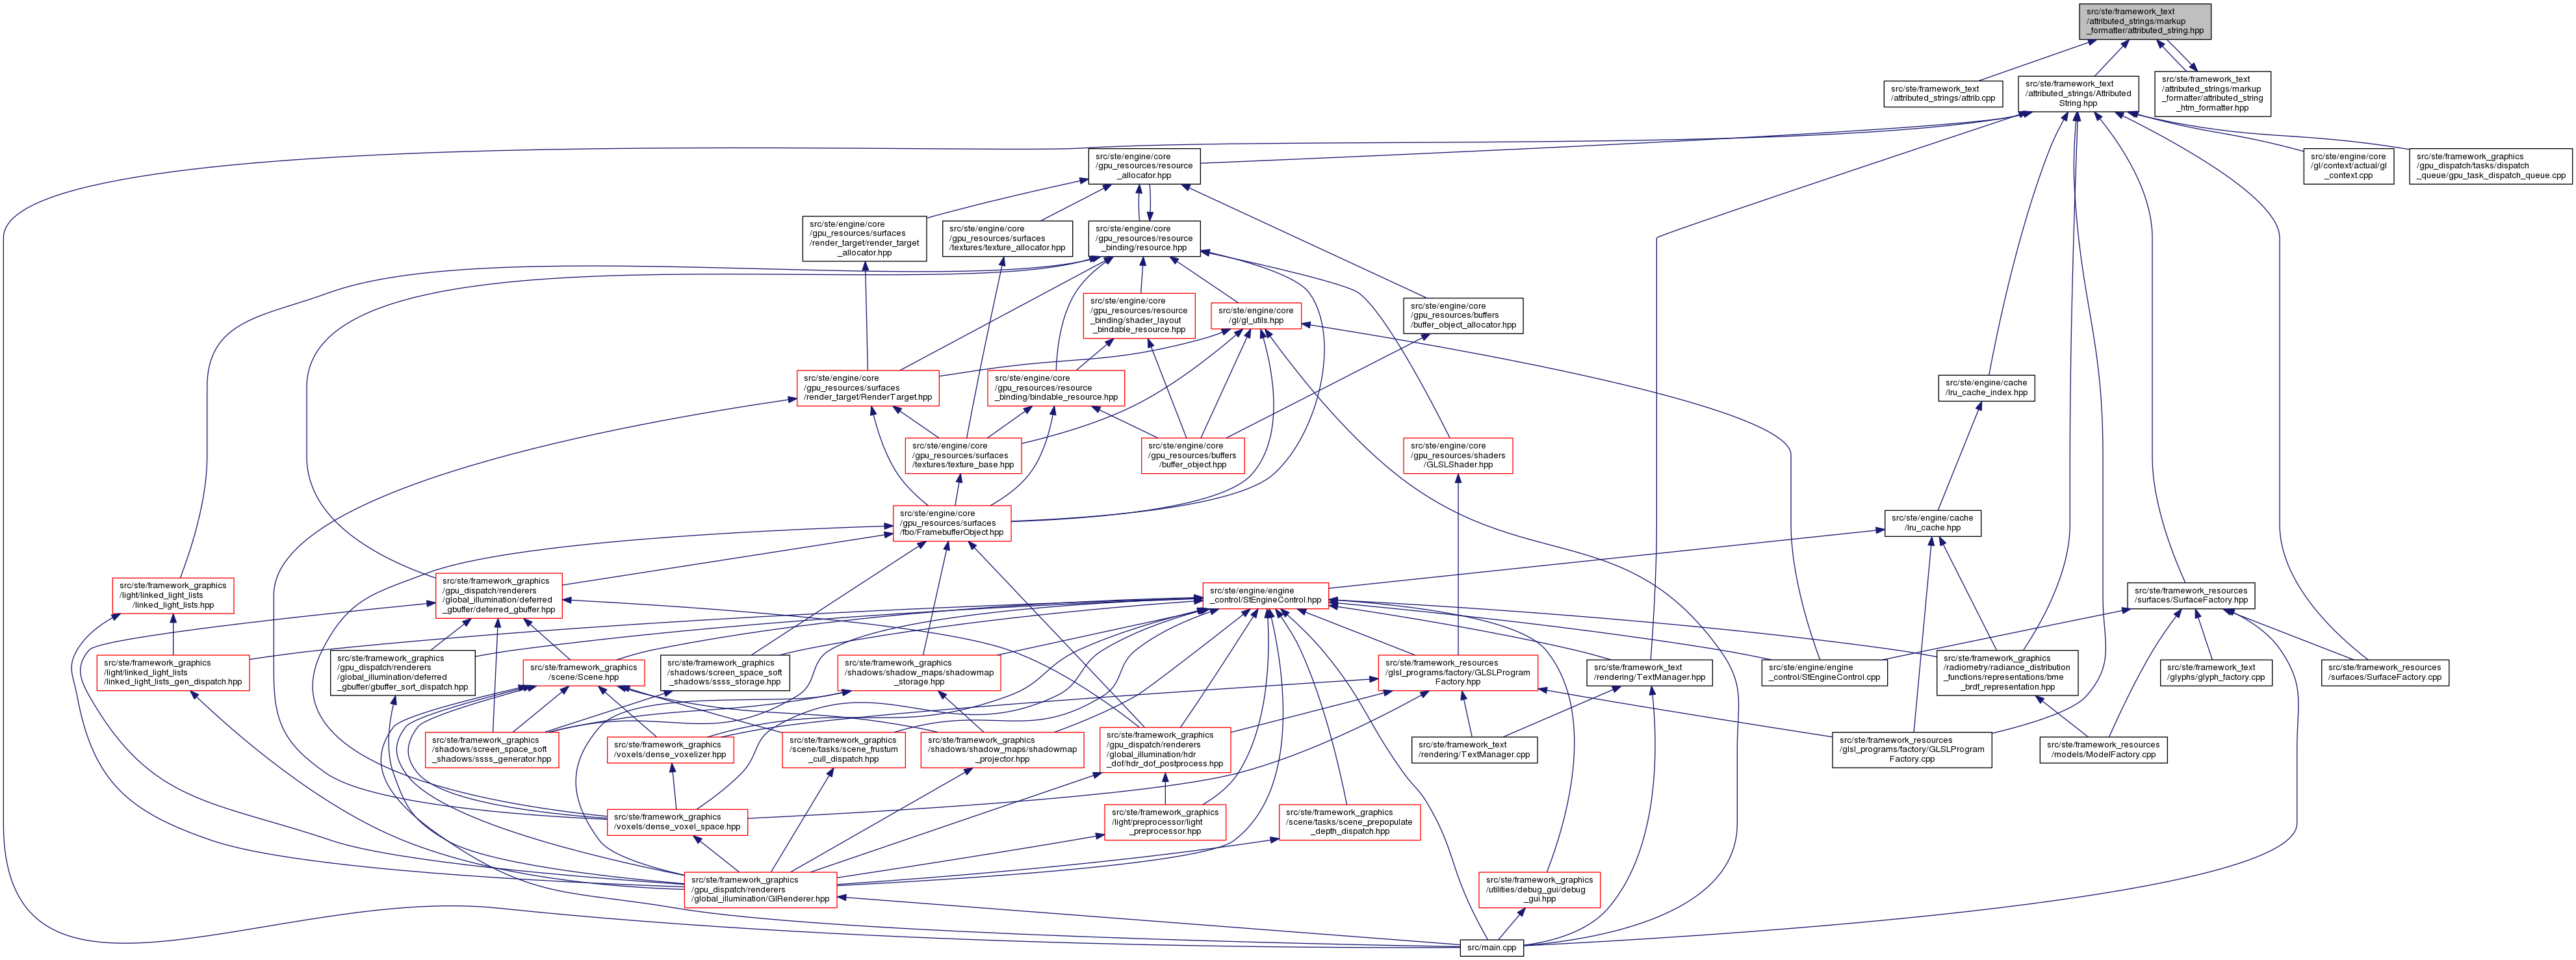 src/ste/framework_text
/attributed_strings/markup
_formatter/attributed_string.hpp
src/ste/framework_text
/attributed_strings/attrib.cpp
src/ste/framework_text
/attributed_strings/Attributed
String.hpp
src/ste/framework_text
/attributed_strings/markup
_formatter/attributed_string
_htm_formatter.hpp
src/ste/engine/core
/gpu_resources/resource
_allocator.hpp
src/ste/engine/core
/gl/context/actual/gl
_context.cpp
src/ste/framework_graphics
/gpu_dispatch/tasks/dispatch
_queue/gpu_task_dispatch_queue.cpp
src/ste/engine/core
/gpu_resources/surfaces
/render_target/render_target
_allocator.hpp
src/ste/engine/core
/gpu_resources/surfaces
/textures/texture_allocator.hpp
src/ste/engine/core
/gpu_resources/resource
_binding/resource.hpp
src/ste/engine/core
/gpu_resources/resource
_binding/shader_layout
_bindable_resource.hpp
src/ste/engine/core
/gl/gl_utils.hpp
src/ste/engine/core
/gpu_resources/buffers
/buffer_object_allocator.hpp
src/ste/engine/core
/gpu_resources/surfaces
/render_target/RenderTarget.hpp
src/ste/engine/core
/gpu_resources/resource
_binding/bindable_resource.hpp
src/ste/engine/cache
/lru_cache_index.hpp
src/ste/engine/core
/gpu_resources/surfaces
/textures/texture_base.hpp
src/ste/engine/core
/gpu_resources/buffers
/buffer_object.hpp
src/ste/engine/core
/gpu_resources/shaders
/GLSLShader.hpp
src/ste/engine/core
/gpu_resources/surfaces
/fbo/FramebufferObject.hpp
src/ste/engine/cache
/lru_cache.hpp
src/ste/framework_graphics
/light/linked_light_lists
/linked_light_lists.hpp
src/ste/framework_graphics
/gpu_dispatch/renderers
/global_illumination/deferred
_gbuffer/deferred_gbuffer.hpp
src/ste/engine/engine
_control/StEngineControl.hpp
src/ste/framework_resources
/surfaces/SurfaceFactory.hpp
src/ste/framework_graphics
/light/linked_light_lists
/linked_light_lists_gen_dispatch.hpp
src/ste/framework_graphics
/gpu_dispatch/renderers
/global_illumination/deferred
_gbuffer/gbuffer_sort_dispatch.hpp
src/ste/framework_graphics
/scene/Scene.hpp
src/ste/framework_graphics
/shadows/screen_space_soft
_shadows/ssss_storage.hpp
src/ste/framework_graphics
/shadows/shadow_maps/shadowmap
_storage.hpp
src/ste/framework_resources
/glsl_programs/factory/GLSLProgram
Factory.hpp
src/ste/framework_text
/rendering/TextManager.hpp
src/ste/engine/engine
_control/StEngineControl.cpp
src/ste/framework_graphics
/radiometry/radiance_distribution
_functions/representations/bme
_brdf_representation.hpp
src/ste/framework_text
/glyphs/glyph_factory.cpp
src/ste/framework_resources
/surfaces/SurfaceFactory.cpp
src/ste/framework_graphics
/shadows/screen_space_soft
_shadows/ssss_generator.hpp
src/ste/framework_graphics
/voxels/dense_voxelizer.hpp
src/ste/framework_graphics
/scene/tasks/scene_frustum
_cull_dispatch.hpp
src/ste/framework_graphics
/shadows/shadow_maps/shadowmap
_projector.hpp
src/ste/framework_graphics
/gpu_dispatch/renderers
/global_illumination/hdr
_dof/hdr_dof_postprocess.hpp
src/ste/framework_text
/rendering/TextManager.cpp
src/ste/framework_resources
/glsl_programs/factory/GLSLProgram
Factory.cpp
src/ste/framework_resources
/models/ModelFactory.cpp
src/ste/framework_graphics
/voxels/dense_voxel_space.hpp
src/ste/framework_graphics
/light/preprocessor/light
_preprocessor.hpp
src/ste/framework_graphics
/scene/tasks/scene_prepopulate
_depth_dispatch.hpp
src/ste/framework_graphics
/gpu_dispatch/renderers
/global_illumination/GIRenderer.hpp
src/ste/framework_graphics
/utilities/debug_gui/debug
_gui.hpp
src/main.cpp